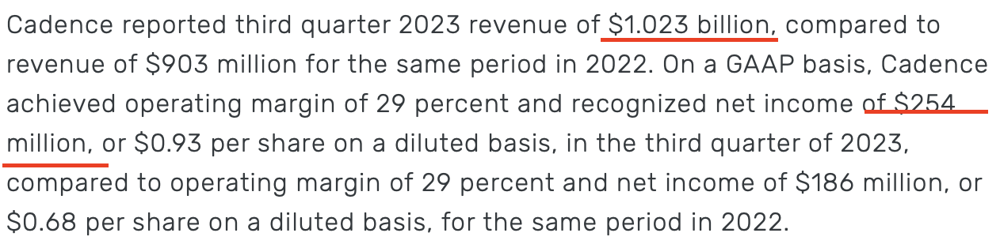 Cadence reported third quarter 2023 revenue of $1.023 billion, compared to
revenue of $903 million for the same period in 2022. On a GAAP basis, Cadence
achieved operating margin of 29 percent and recognized net income of $254
million, or $0.93 per share on a diluted basis, in the third quarter of 2023,
compared to operating margin of 29 percent and net income of $186 million, or
$0.68 per share on a diluted basis, for the same period in 2022.